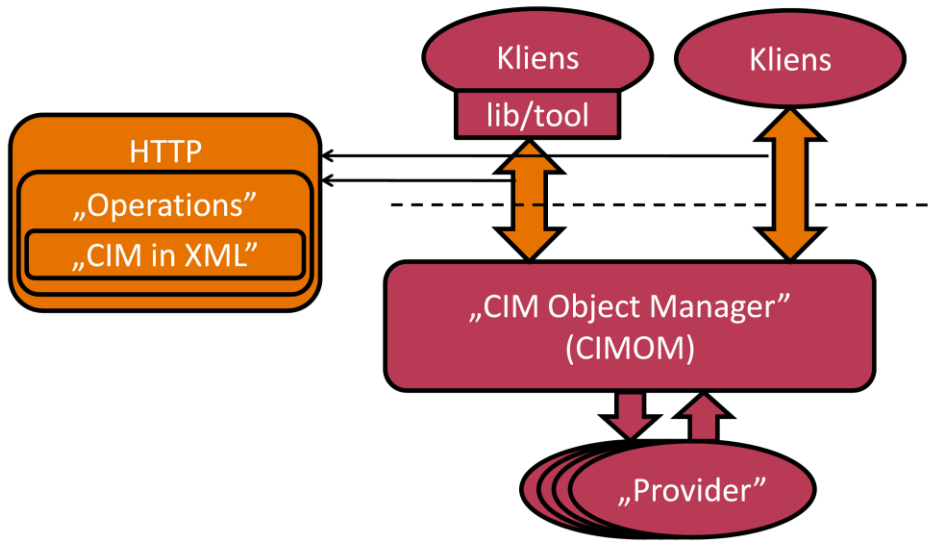 Kliens
lib/tool
Kliens
HTTP
„Operations”
„CIM in XML”
„CIM Object Manager”
(CIMOM)
„Provider”